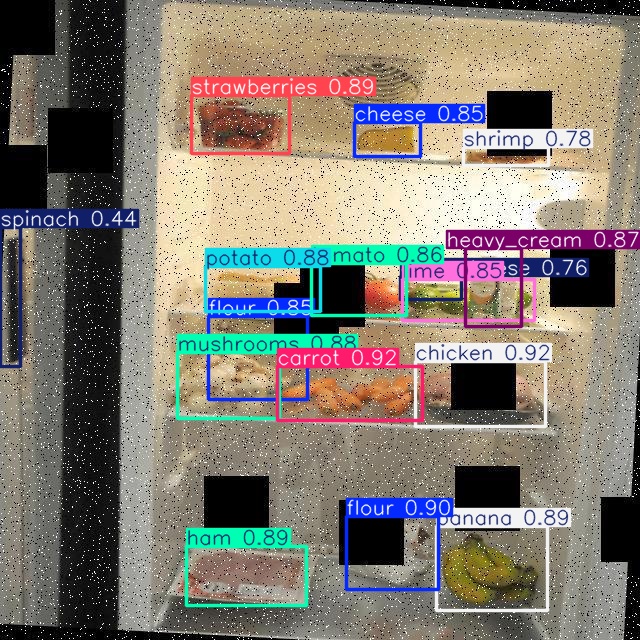 strawberries 0.89
cheese 0.85
shrimp 0.78
spinach 0.44
heavy_cream 0.87
potato 0.88
mato 0.86
ime 0.85
se 0.76
flour 0.85
mushrooms 0.88
carrot 0.92
chicken 0.92
flour 0.90
banana 0.89
ham 0.89